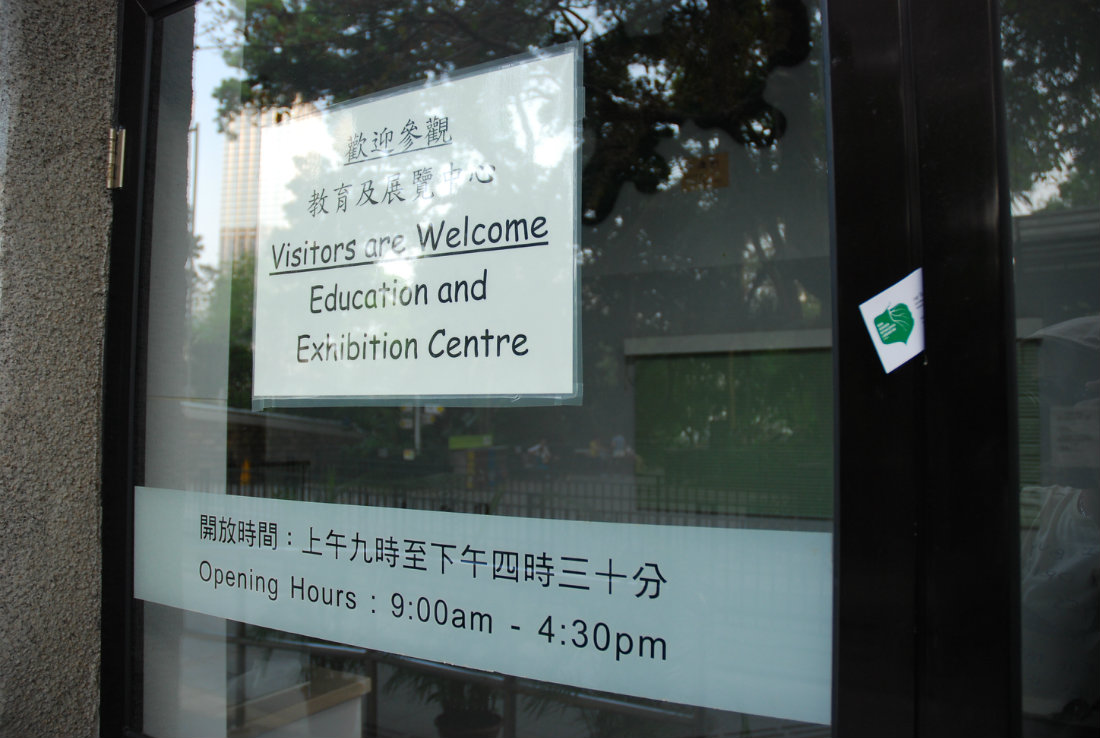 歡迎參觀
教育及展覽中心
Visitors are Welcome
Education and
Exhibition Centre
開放時間：上午九時至下午四時三十分
Opening Hours : 9:00am - 4:30pm